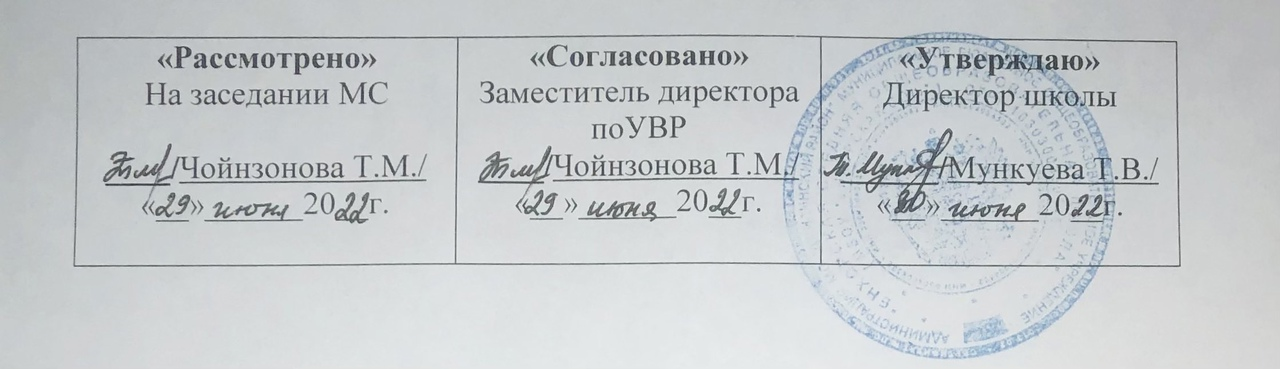 «Рассмотрено»
На заседании МС
/Чойнзонова Т.М./
«29» июня 2022г.
«Согласовано»
Заместитель директора
поУВР
/Чойнзонова Т.М./
«29» июня 2022г.
«Утверждаю»
Директор школы
/Мункуева Т.В./
«30» июня 2022г.